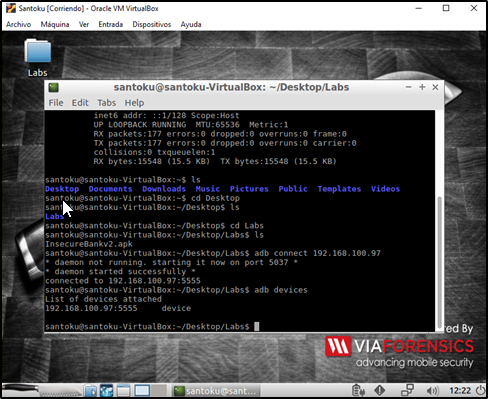 Santoku [Corriendo] - Oracle VM VirtualBox
Archivo Máquina Ver Entrada Dispositivos Ayuda
Labs
santoku@santoku-VirtualBox: ~/Desktop/Labs
File Edit Tabs Help
inet6 addr: ::1/128 Scope:Host
UP LOOPBACK RUNNING MTU:65536 Metric:1
RX packets:177 errors:0 dropped:0 overruns:0 frame:0
TX packets:177 errors:0 dropped:0 overruns:0 carrier:0
collisions:0 txqueuelen:1
RX bytes:15548 (15.5 KB) TX bytes:15548 (15.5 KB)
santoku@santoku-VirtualBox:~$ ls
Desktop Documents Downloads Music Pictures Public Templates Videos
santoku@santoku-VirtualBox:~$ cd Desktop
santoku@santoku-VirtualBox:~/Desktop$ ls
Labs
santoku@santoku-VirtualBox:~/Desktop$ cd Labs
santoku@santoku-VirtualBox:~/Desktop/Labs$ ls
InsecureBankv2.apk
santoku@santoku-VirtualBox:~/Desktop/Labs$ adb connect 192.168.100.97
* daemon not running. starting it now on port 5037 *
* daemon started successfully *
connected to 192.168.100.97:5555
santoku@santoku-VirtualBox:~/Desktop/Labs$ adb devices
List of devices attached
192.168.100.97:5555 device
santoku@santoku-VirtualBox:~/Desktop/Labs$
ered By
VIAFORENSICS
advancing mobile security
santoku@sant...
12:22